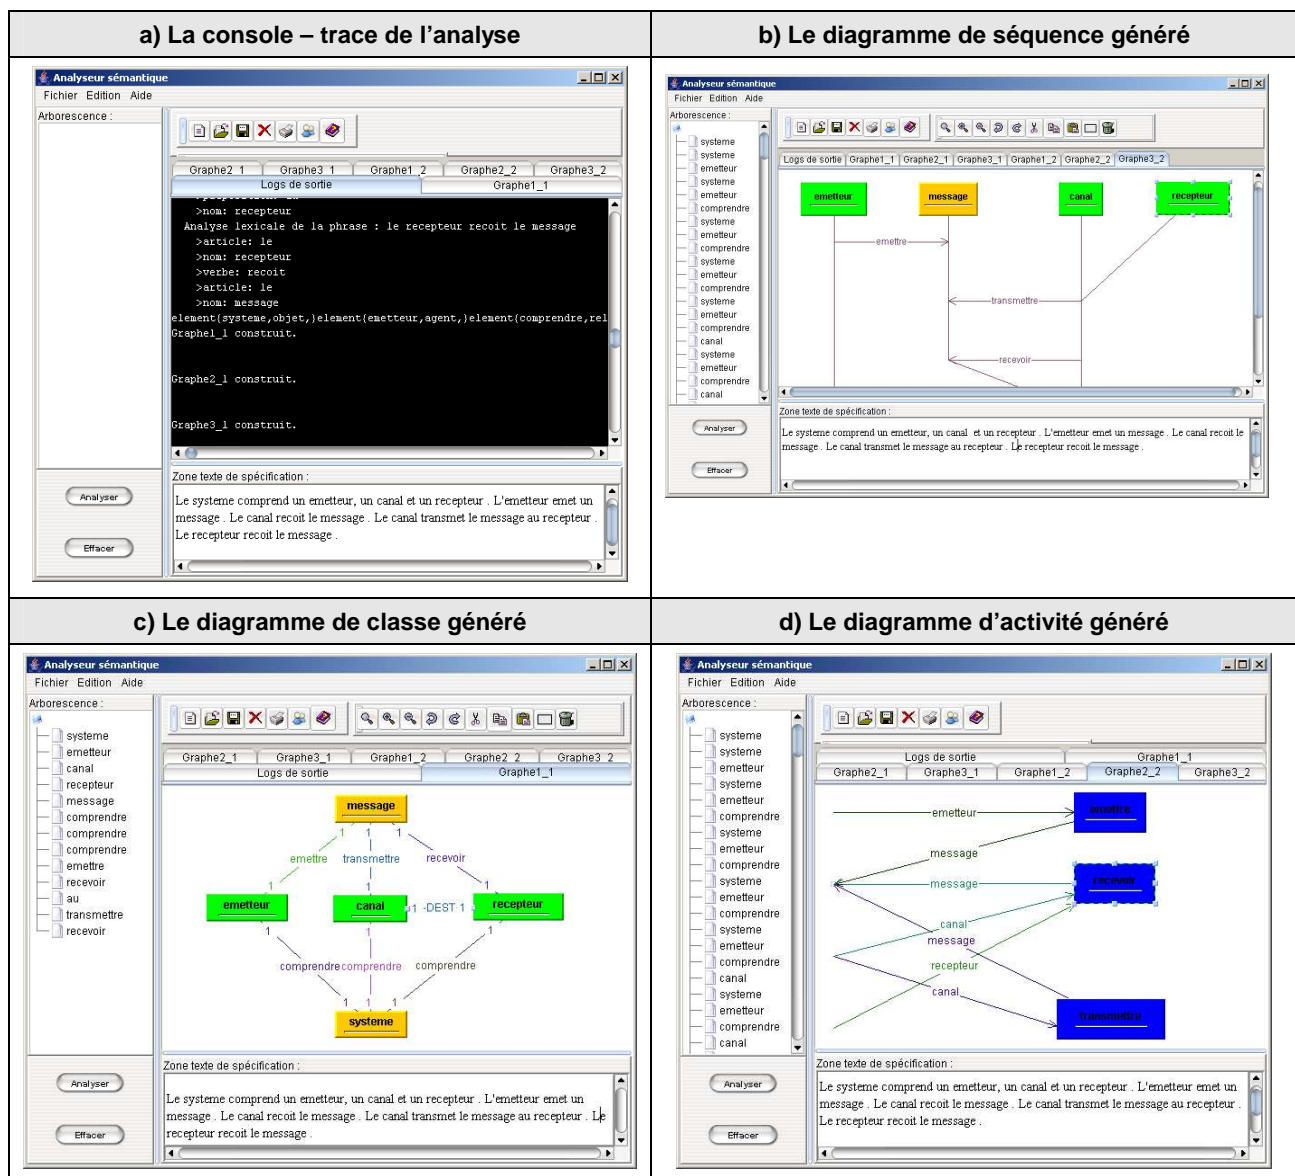 a) La console – trace de l'analyse
Analyseur sémantique
Fichier Edition Aide
Arborescence :
Graphe2_1 Graphe3_1 Graphe1_2 Graphe2_2 Graphe3_2
Logs de sortie Graphe1_1
>nom: recepteur
Analyse lexicale de la phrase : le recepteur recoit le message
>article: le
>nom: recepteur
>verbe: recoit
>article: le
>nom: message
element(systeme,objet,)element(emetteur,agent,)element(comprendre,rel
Graphe1_1 construit.
Graphe2_1 construit.
Graphe3_1 construit.
Zone texte de spécification :
Analyser
Effacer
Le systeme comprend un emetteur, un canal et un recepteur . L'emetteur emet un
message . Le canal recoit le message . Le canal transmet le message au recepteur .
Le recepteur recoit le message .
b) Le diagramme de séquence généré
Analyseur sémantique
Fichier Edition Aide
Arborescence :
systeme
systeme
emetteur
systeme
emetteur
comprendre
systeme
emetteur
comprendre
systeme
emetteur
comprendre
systeme
emetteur
comprendre
canal
systeme
emetteur
comprendre
canal
Logs de sortie Graphe1_1 Graphe2_1 Graphe3_1 Graphe1_2 Graphe2_2 Graphe3_2
emetteur message canal recepteur
emettre
transmettre
recevoir
Zone texte de spécification :
Analyser
Effacer
Le systeme comprend un emetteur, un canal et un recepteur . L'emetteur emet un message . Le canal recoit le
message . Le canal transmet le message au recepteur . Le recepteur recoit le message .
c) Le diagramme de classe généré
Analyseur sémantique
Fichier Edition Aide
Arborescence :
systeme
emetteur
canal
recepteur
message
comprendre
comprendre
comprendre
emettre
recevoir
au
transmettre
recevoir
Graphe2_1 Graphe3_1 Graphe1_2 Graphe2_2 Graphe3_2
Logs de sortie Graphe1_1
message
1 1 1
emettre transmettre recevoir
1 1 1
emetteur canal 1 -DEST 1 recepteur
1 1 1
comprendre comprendre comprendre
1 1 1
systeme
Zone texte de spécification :
Analyser
Effacer
Le systeme comprend un emetteur, un canal et un recepteur . L'emetteur emet un
message . Le canal recoit le message . Le canal transmet le message au recepteur . Le
recepteur recoit le message .
d) Le diagramme d'activité généré
Analyseur sémantique
Fichier Edition Aide
Arborescence :
systeme
systeme
emetteur
systeme
emetteur
comprendre
systeme
emetteur
comprendre
systeme
emetteur
comprendre
systeme
emetteur
comprendre
canal
systeme
emetteur
comprendre
canal
Logs de sortie Graphe1_1
Graphe2_1 Graphe3_1 Graphe1_2 Graphe2_2 Graphe3_2
emetteur emettre
message
message recevoir
canal
message
recepteur
canal
transmettre
Zone texte de spécification :
Analyser
Effacer
Le systeme comprend un emetteur, un canal et un recepteur . L'emetteur emet un
message . Le canal recoit le message . Le canal transmet le message au recepteur .
Le recepteur recoit le message .